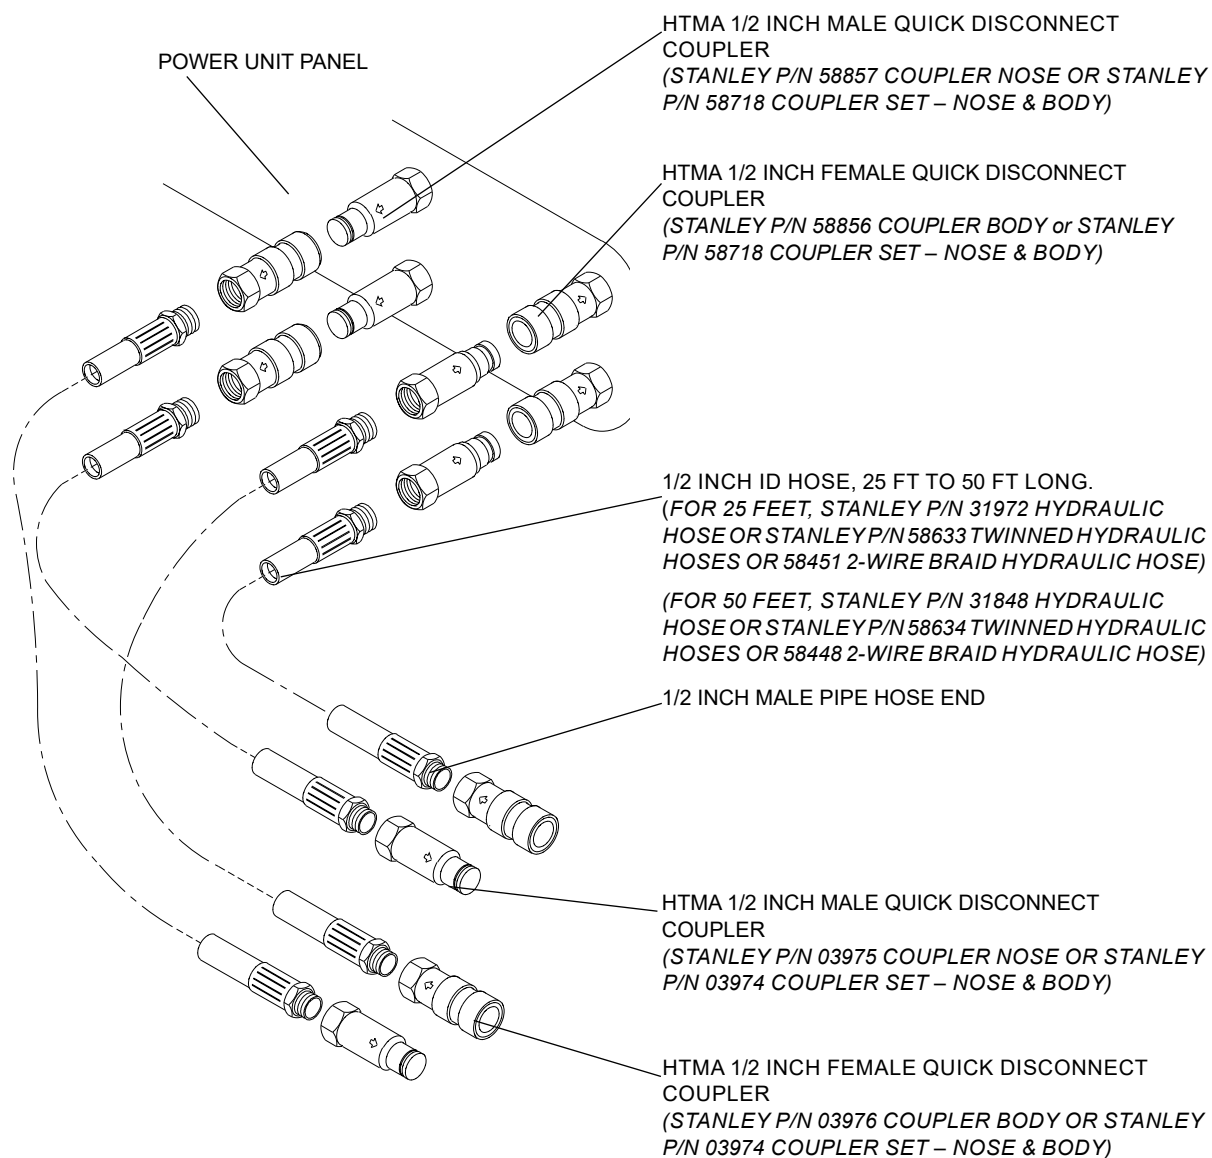 POWER UNIT PANEL
HTMA 1/2 INCH MALE QUICK DISCONNECT
COUPLER
(STANLEY P/N 58857 COUPLER NOSE OR STANLEY
P/N 58718 COUPLER SET – NOSE & BODY)
HTMA 1/2 INCH FEMALE QUICK DISCONNECT
COUPLER
(STANLEY P/N 58856 COUPLER BODY or STANLEY
P/N 58718 COUPLER SET – NOSE & BODY)
1/2 INCH ID HOSE, 25 FT TO 50 FT LONG.
(FOR 25 FEET, STANLEY P/N 31972 HYDRAULIC
HOSE OR STANLEY P/N 58633 TWINNED HYDRAULIC
HOSES OR 58451 2-WIRE BRAID HYDRAULIC HOSE)
(FOR 50 FEET, STANLEY P/N 31848 HYDRAULIC
HOSE OR STANLEY P/N 58634 TWINNED HYDRAULIC
HOSES OR 58448 2-WIRE BRAID HYDRAULIC HOSE)
1/2 INCH MALE PIPE HOSE END
HTMA 1/2 INCH MALE QUICK DISCONNECT
COUPLER
(STANLEY P/N 03975 COUPLER NOSE OR STANLEY
P/N 03974 COUPLER SET – NOSE & BODY)
HTMA 1/2 INCH FEMALE QUICK DISCONNECT
COUPLER
(STANLEY P/N 03976 COUPLER BODY OR STANLEY
P/N 03974 COUPLER SET – NOSE & BODY)